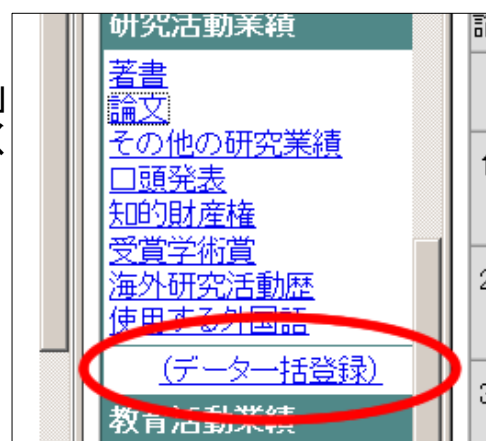 研究活動業績
著書
論文
その他の研究業績
口頭発表
知的財産権
受賞学術賞
海外研究活動歴
使用する外国語
(データ一括登録)
教育活動業績
2
3